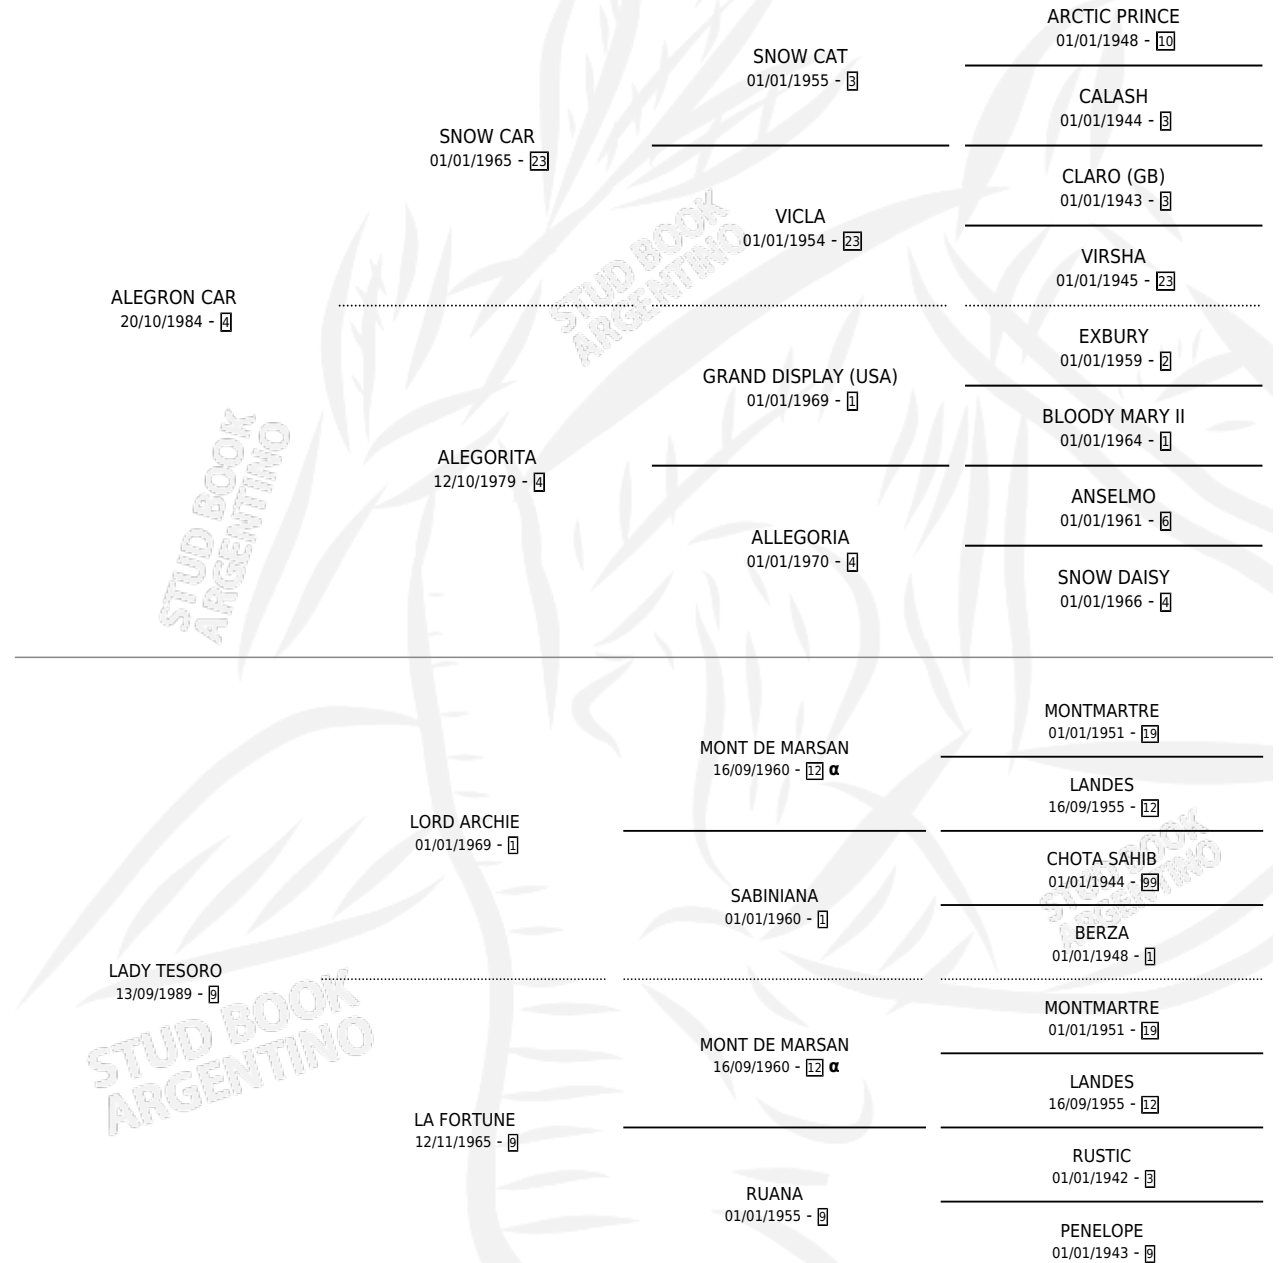 ARCTIC PRINCE
01/01/1948 - 10
SNOW CAT
01/01/1955 - 3
CALASH
01/01/1944 - 3
SNOW CAR
01/01/1965 - 23
CLARO (GB)
01/01/1943 - 3
VICLA
01/01/1954 - 23
VIRSHA
01/01/1945 - 23
STUD BOOK
ARGENTINO
ALEGRON CAR
20/10/1984 - 4
EXBURY
01/01/1959 - 2
GRAND DISPLAY (USA)
01/01/1969 - 1
BLOODY MARY II
01/01/1964 - 1
ALEGORITA
12/10/1979 - 4
ANSELMO
01/01/1961 - 6
ALLEGORIA
01/01/1970 - 4
SNOW DAISY
01/01/1966 - 4
STUD BOOK
ARGENTINO
MONTMARTRE
01/01/1951 - 19
MONT DE MARSAN
16/09/1960 - 12 α
LANDES
16/09/1955 - 12
LORD ARCHIE
01/01/1969 - 1
CHOTA SAHIB
01/01/1944 - 99
SABINIANA
01/01/1960 - 1
BERZA
01/01/1948 - 1
STUD BOOK
ARGENTINO
LADY TESORO
13/09/1989 - 9
MONTMARTRE
01/01/1951 - 19
MONT DE MARSAN
16/09/1960 - 12 α
LANDES
16/09/1955 - 12
STUD BOOK
ARGENTINO
LA FORTUNE
12/11/1965 - 9
RUSTIC
01/01/1942 - 3
RUANA
01/01/1955 - 9
PENELOPE
01/01/1943 - 9